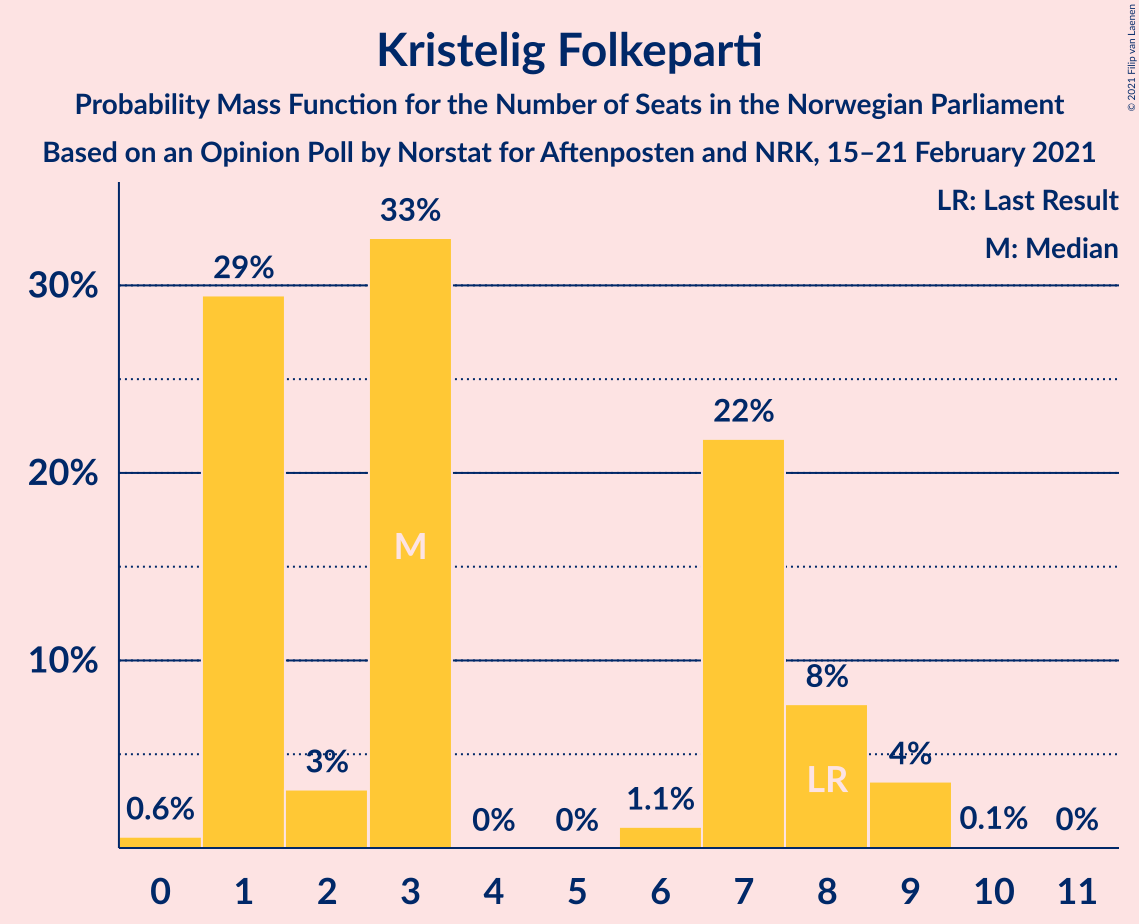 Kristelig Folkeparti
Probability Mass Function for the Number of Seats in the Norwegian Parliament
Based on an Opinion Poll by Norstat for Aftenposten and NRK, 15–21 February 2021
© 2021 Filip van Laenen
LR: Last Result
M: Median
30%
20%
10%
0.6%
29%
3%
33%
0%
0%
1.1%
22%
8%
4%
0.1%
0%
M
LR
0 1 2 3 4 5 6 7 8 9 10 11